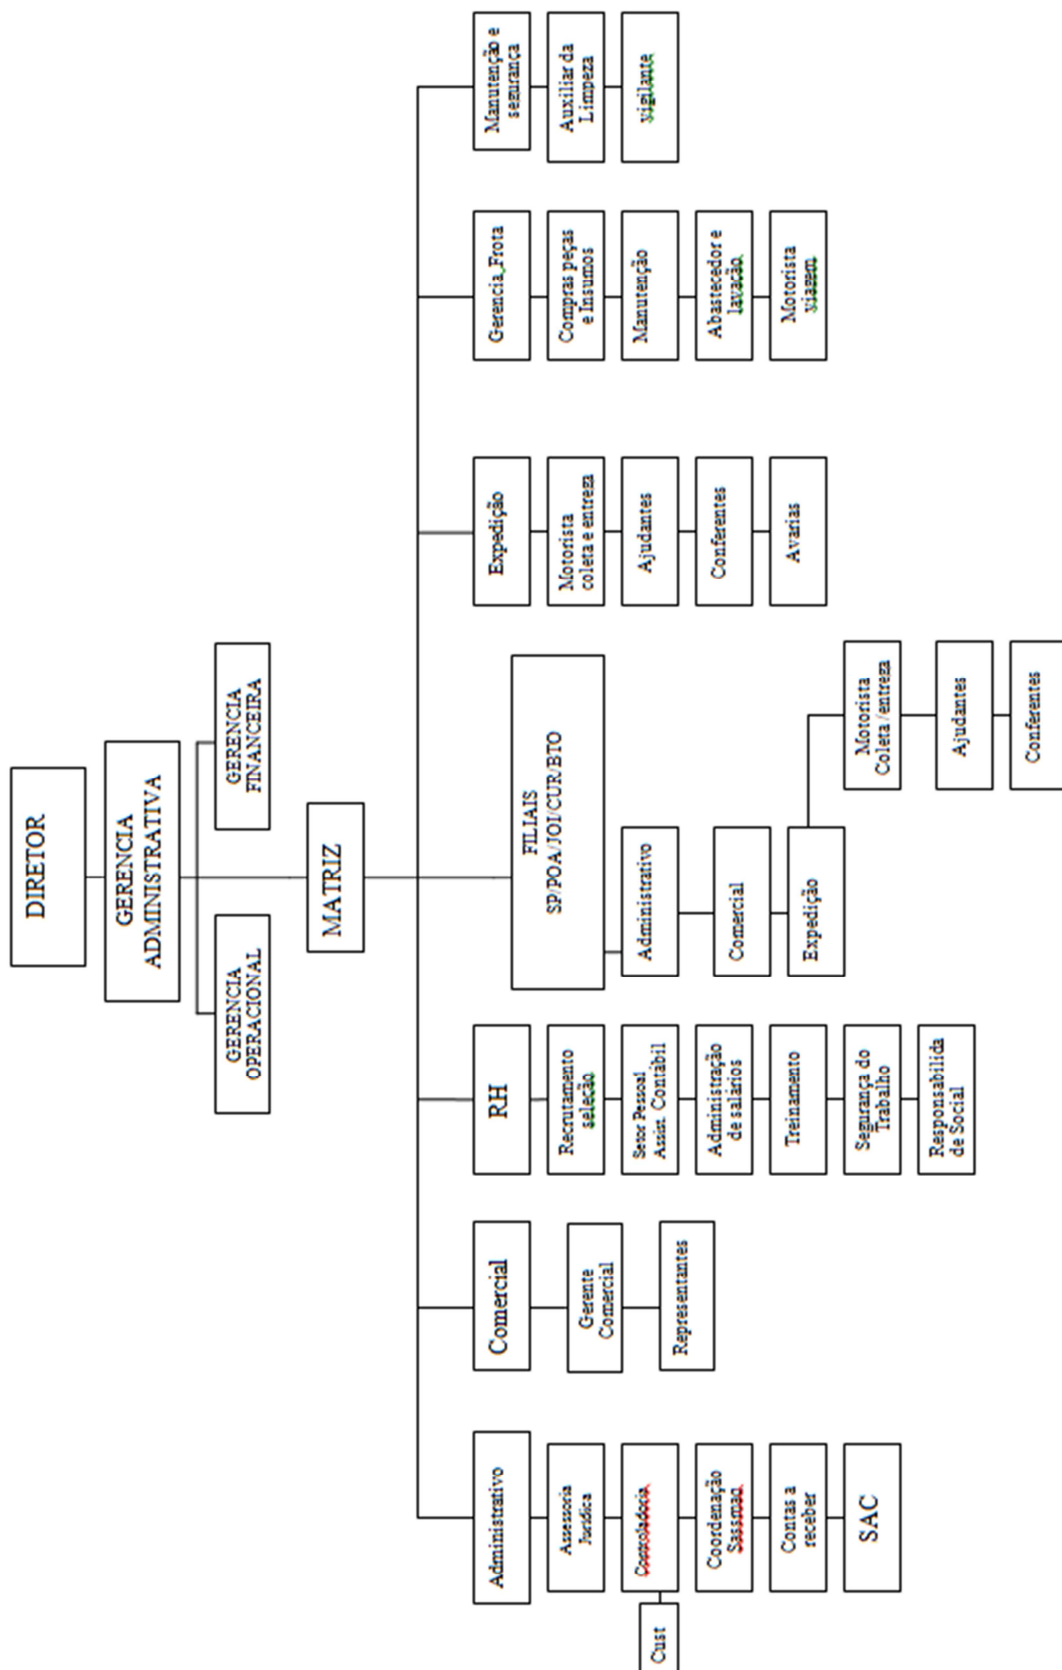 DIRETOR
GERENCIA
ADMINISTRATIVA
GERENCIA
OPERACIONAL
GERENCIA
FINANCEIRA
MATRIZ
Administrativo
Assessoria
Juridica
Controladoria
Cust
Coordenação
Sassmaq
Contas a
receber
SAC
Comercial
Gerente
Comercial
Representantes
RH
Recrutamento
seleção
Setor Pessoal
Assist. Contábil
Administração
de salários
Treinamento
Segurança do
Trabalho
Responsabilida
de Social
FILIAIS
SP/POA/JOI/CUR/BTO
Administrativo
Comercial
Expedição
Motorista
Coleta /entrega
Ajudantes
Conferentes
Expedição
Motorista
coleta e entrega
Ajudantes
Conferentes
Avarias
Gerencia Frota
Compras peças
e Insumos
Manutenção
Abastecedor e
lavação
Motorista
viagem
Manutenção e
segurança
Auxiliar da
Limpeza
vigilante